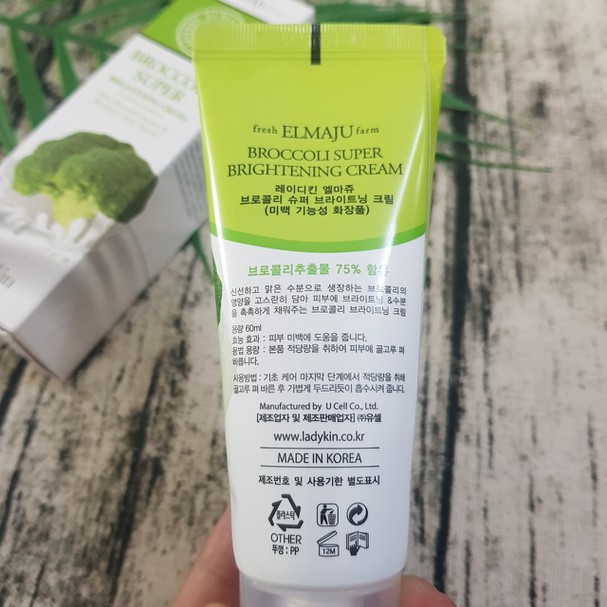 BROCCOLI
SUPER
BRIGHTENING CREAM
fresh ELMAJU farm
BROCCOLI SUPER
BRIGHTENING CREAM
레이디킨 엘마쥬
브로콜리 슈퍼 브라이트닝 크림
(미백 기능성 화장품)
브로콜리추출물 75% 함유
신선하고 맑은 수분으로 생장하는 브로콜리의
영양을 고스란히 담아 피부에 브라이트닝 &수분
을 촉촉하게 채워주는 브로콜리 브라이트닝 크림
용량 60ml
효능 효과 : 피부 미백에 도움을 줍니다.
용법 용량 : 본품 적당량을 취하여 피부에 골고루 펴
바릅니다.
사용방법 : 기초 케어 마지막 단계에서 적당량을 취해
골고루 펴 바른 후 가볍게 두드리듯이 흡수시켜 줍니다.
Manufactured by U Cell Co., Ltd.
[제조업자 및 제조판매업자] ㈜유셀
www.ladykin.co.kr
MADE IN KOREA
제조번호 및 사용기한 별도표시
플라스틱
OTHER
뚜껑 : PP
12M